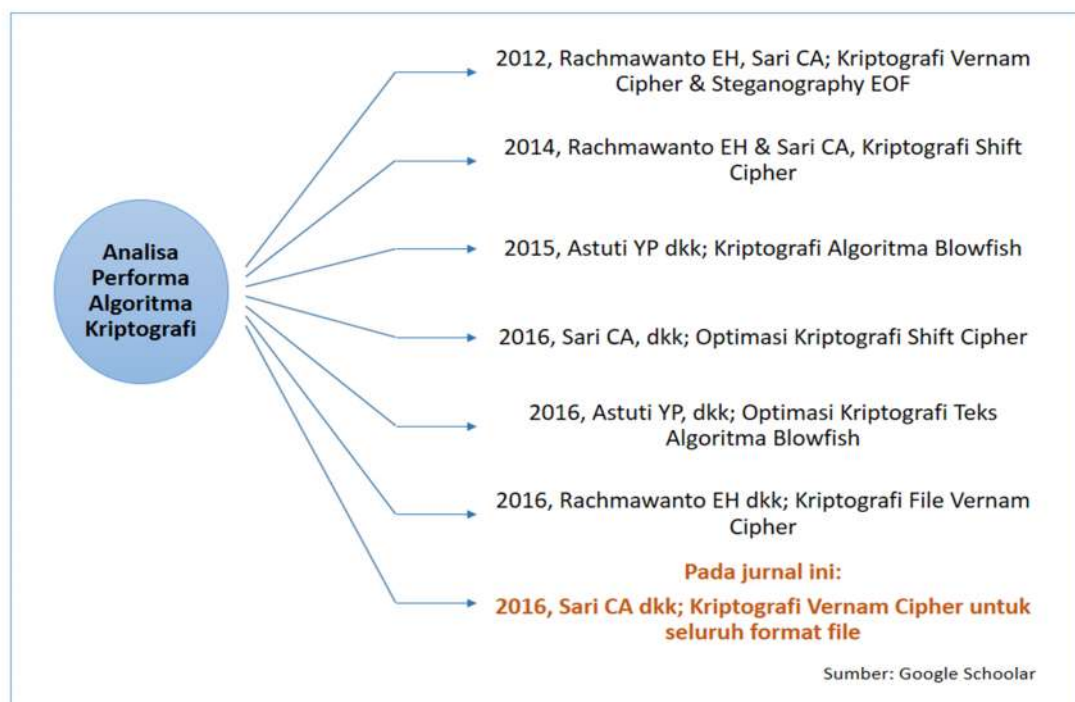 2012, Rachmawanto EH, Sari CA; Kriptografi Vernam
Cipher & Steganography EOF
2014, Rachmawanto EH & Sari CA, Kriptografi Shift
Cipher
Analisa
Performa
Algoritma
Kriptografi
2015, Astuti YP dkk; Kriptografi Algoritma Blowfish
2016, Sari CA, dkk; Optimasi Kriptografi Shift Cipher
2016, Astuti YP, dkk; Optimasi Kriptografi Teks
Algoritma Blowfish
2016, Rachmawanto EH dkk; Kriptografi File Vernam
Cipher
Pada jurnal ini:
2016, Sari CA dkk; Kriptografi Vernam Cipher untuk
seluruh format file
Sumber: Google Schoolar